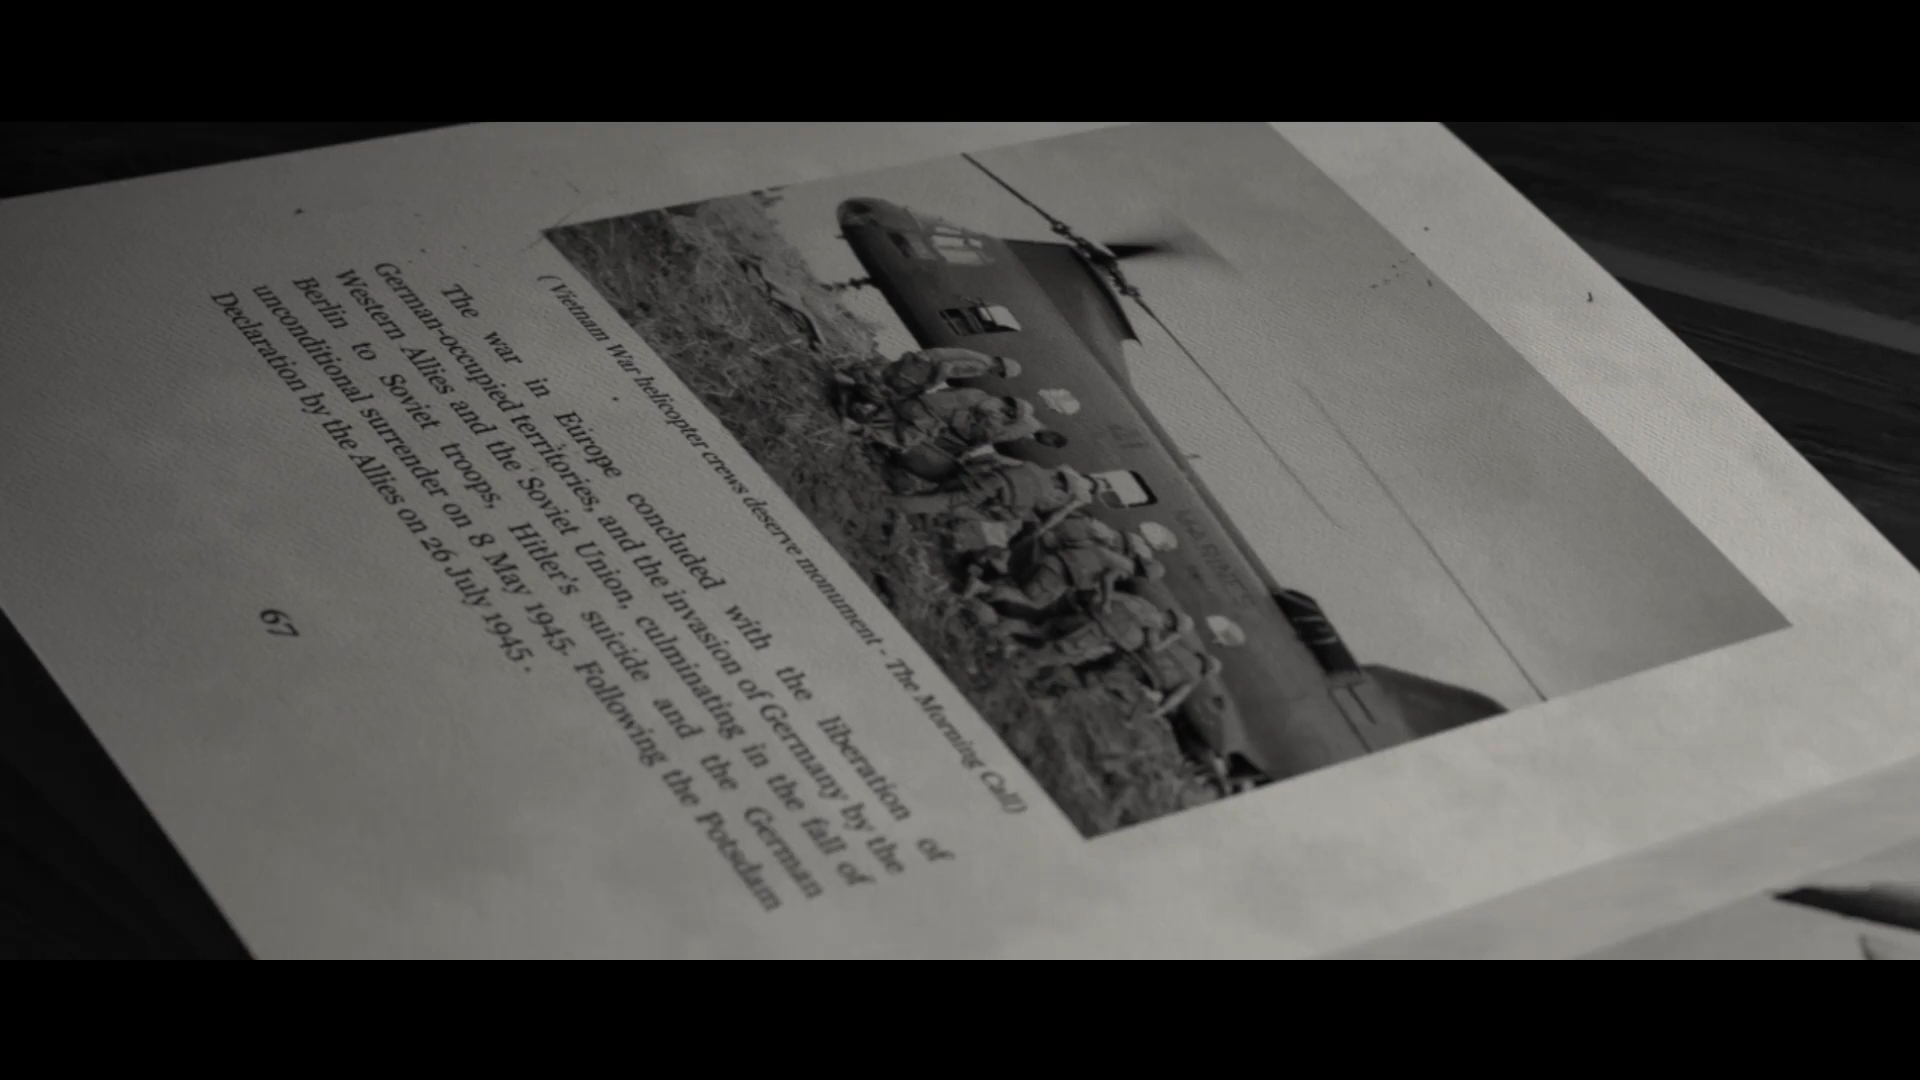 MARINES
( Vietnam War helicopter crews deserve monument - The Morning Call)
The war in Europe concluded with the liberation of
German-occupied territories, and the invasion of Germany by the
Western Allies and the Soviet Union, culminating in the fall of
Berlin to Soviet troops, Hitler's suicide and the German
unconditional surrender on 8 May 1945. Following the Potsdam
Declaration by the Allies on 26 July 1945 .
67